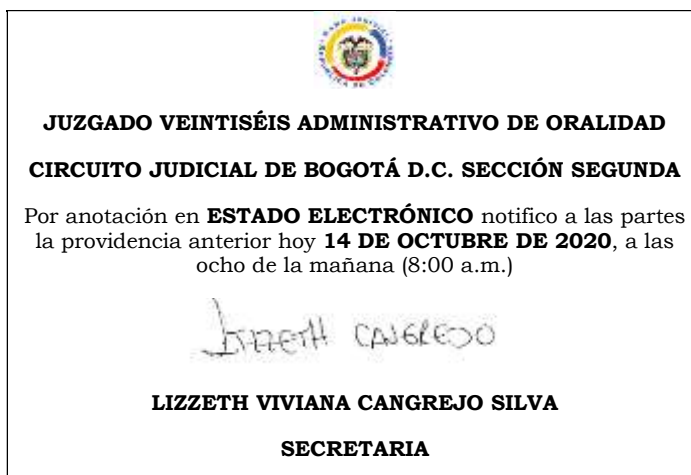 JUZGADO VEINTISÉIS ADMINISTRATIVO DE ORALIDAD
CIRCUITO JUDICIAL DE BOGOTÁ D.C. SECCIÓN SEGUNDA
Por anotación en ESTADO ELECTRÓNICO notifico a las partes
la providencia anterior hoy 14 DE OCTUBRE DE 2020, a las
ocho de la mañana (8:00 a.m.)
LIZZETH CANGREJO
LIZZETH VIVIANA CANGREJO SILVA
SECRETARIA